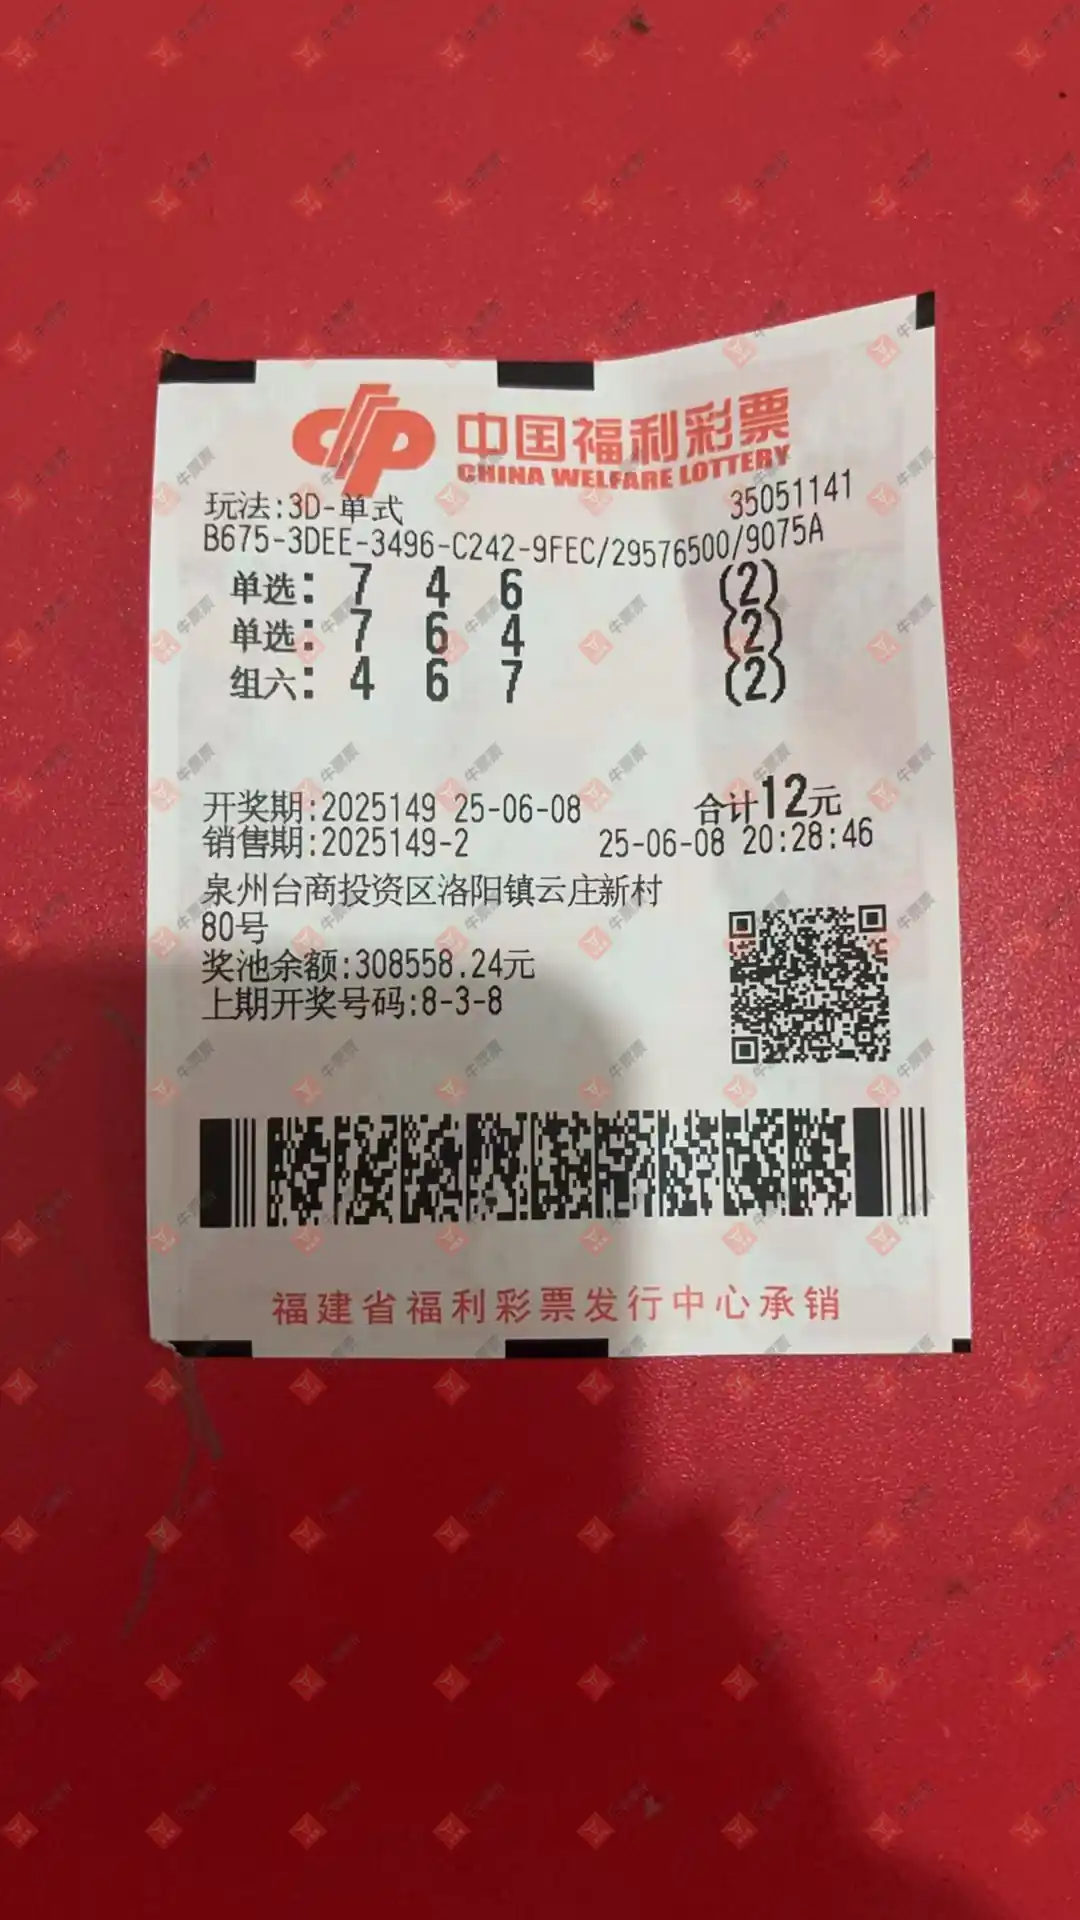 中国福利彩票
CHINA WELFARE LOTTERY
玩法:3D-单式 35051141
B675-3DEE-3496-C242-9FEC/29576500/9075A
单选: 7 4 6 (2)
单选: 7 6 4 (2)
组六: 4 6 7 (2)
开奖期:2025149 25-06-08 合计12元
销售期:2025149-2 25-06-08 20:28:46
泉州台商投资区洛阳镇云庄新村
80号
奖池余额:308558.24元
上期开奖号码:8-3-8
福建省福利彩票发行中心承销